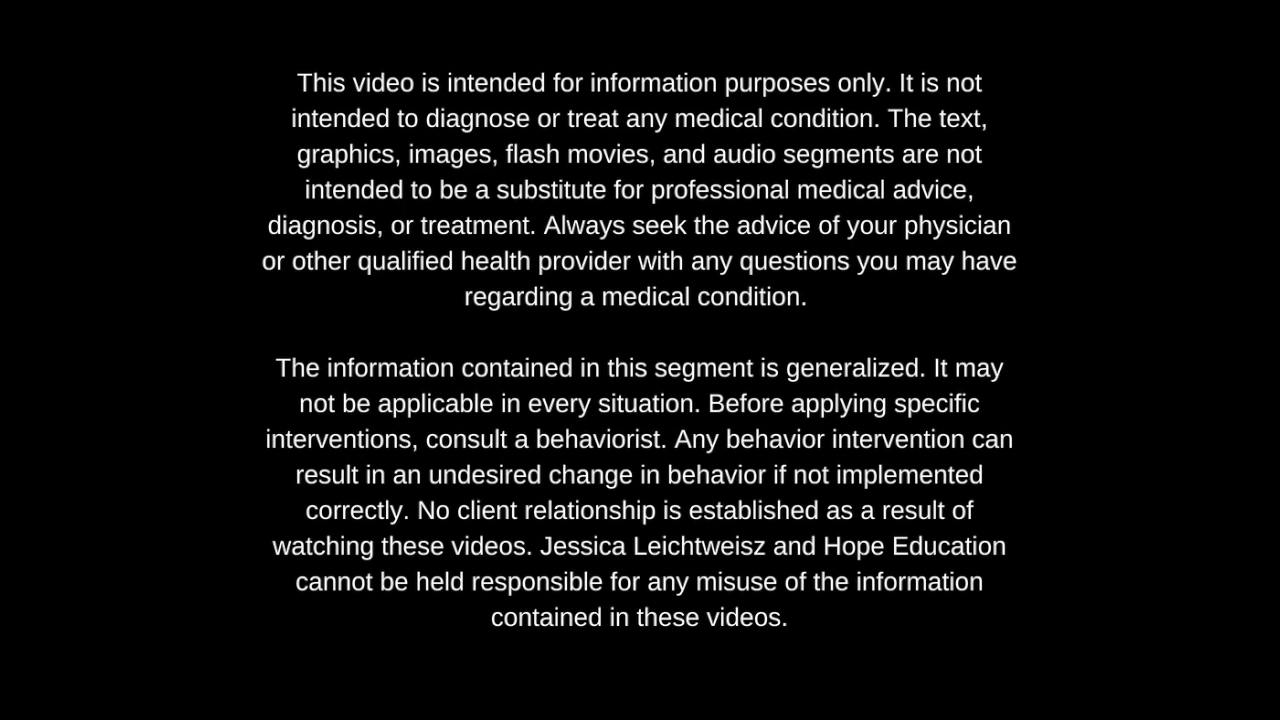 This video is intended for information purposes only. It is not
intended to diagnose or treat any medical condition. The text,
graphics, images, flash movies, and audio segments are not
intended to be a substitute for professional medical advice,
diagnosis, or treatment. Always seek the advice of your physician
or other qualified health provider with any questions you may have
regarding a medical condition.
The information contained in this segment is generalized. It may
not be applicable in every situation. Before applying specific
interventions, consult a behaviorist. Any behavior intervention can
result in an undesired change in behavior if not implemented
correctly. No client relationship is established as a result of
watching these videos. Jessica Leichtweisz and Hope Education
cannot be held responsible for any misuse of the information
contained in these videos.